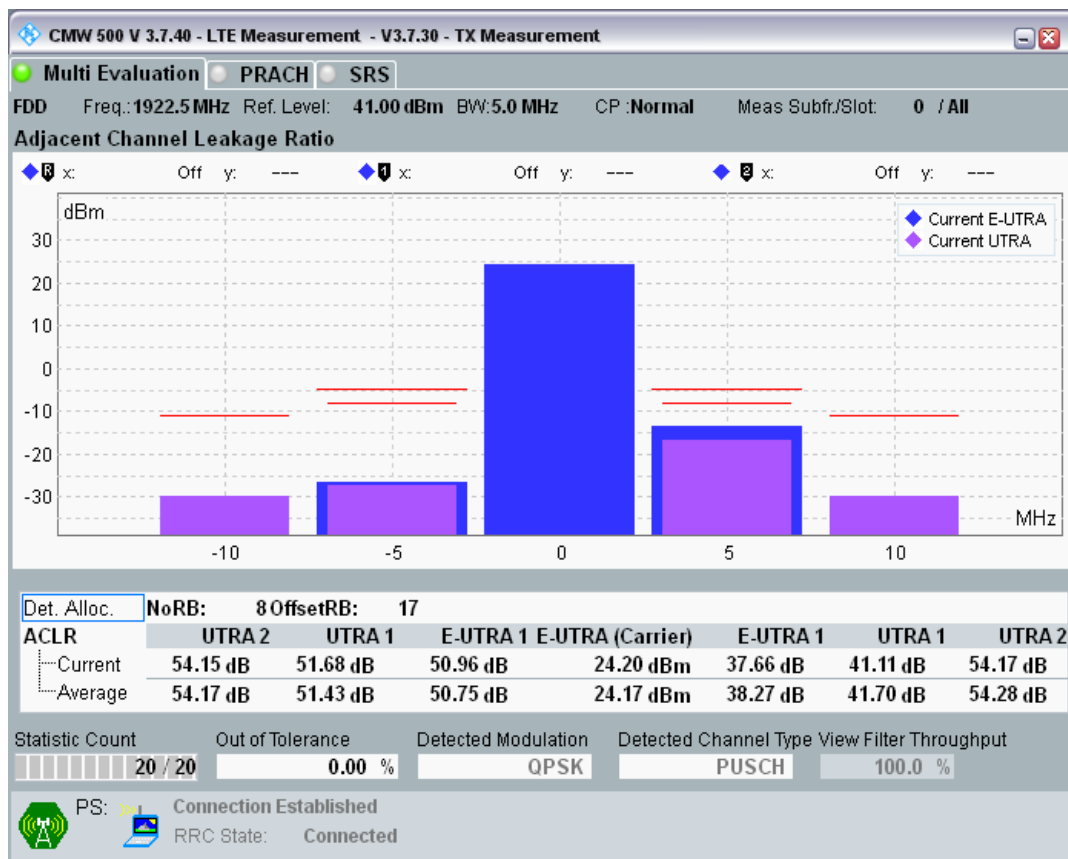 CMW 500 V 3.7.40 - LTE Measurement - V3.7.30 - TX Measurement
Multi Evaluation PRACH SRS
FDD Freq.:1922.5 MHz Ref. Level: 41.00 dBm BW:5.0 MHz CP :Normal Meas Subfr./Slot: 0 / All
Adjacent Channel Leakage Ratio
R x: Off y: --- 1 x: Off y: --- 2 x: Off y: ---
dBm
Current E-UTRA
Current UTRA
30
20
10
0
-10
-20
-30
MHz
-10 -5 0 5 10
Det. Alloc. NoRB: 8 OffsetRB: 17
ACLR UTRA 2 UTRA 1 E-UTRA 1 E-UTRA (Carrier) E-UTRA 1 UTRA 1 UTRA 2
Current 54.15 dB 51.68 dB 50.96 dB 24.20 dBm 37.66 dB 41.11 dB 54.17 dB
Average 54.17 dB 51.43 dB 50.75 dB 24.17 dBm 38.27 dB 41.70 dB 54.28 dB
Statistic Count Out of Tolerance Detected Modulation Detected Channel Type View Filter Throughput
20 / 20 0.00 % QPSK PUSCH 100.0 %
PS: Connection Established
RRC State: Connected